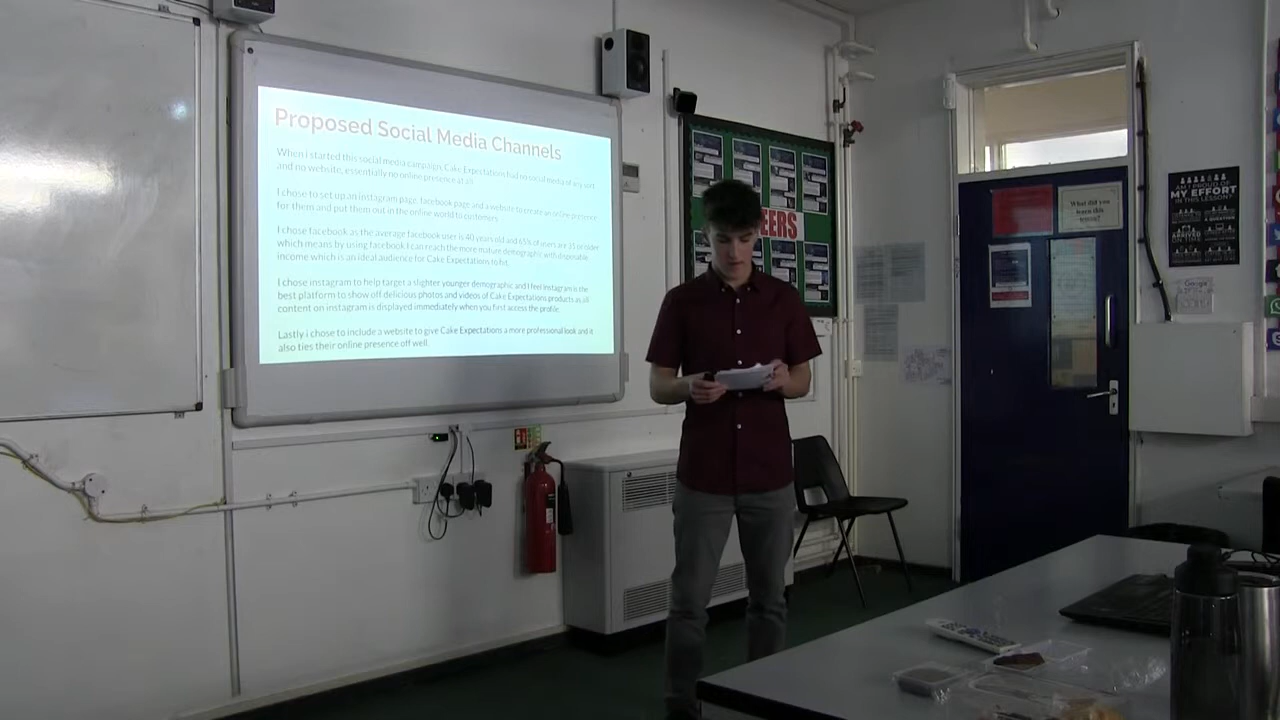 Proposed Social Media Channels
When i started this social media campaign, Cake Expectations had no social media of any sort
and no website, essentially no online presence at all.
I chose to set up an instagram page, facebook page and a website to create an online presence
for them and put them out in the online world to customers.
I chose facebook as the average facebook user is 40 years old and 65% of users are 35 or older
which means by using facebook I can reach the more mature demographic with disposable
income which is an ideal audience for Cake Expectations to hit.
I chose instagram to help target a slighter younger demographic and I feel instagram is the
best platform to show off delicious photos and videos of Cake Expectations products as all
content on instagram is displayed immediately when you first access the profile.
Lastly i chose to include a website to give Cake Expectations a more professional look and it
also ties their online presence off well.
EERS
What did you
learn this
AM I PROUD OF
MY EFFORT
IN THIS LESSON?
Google